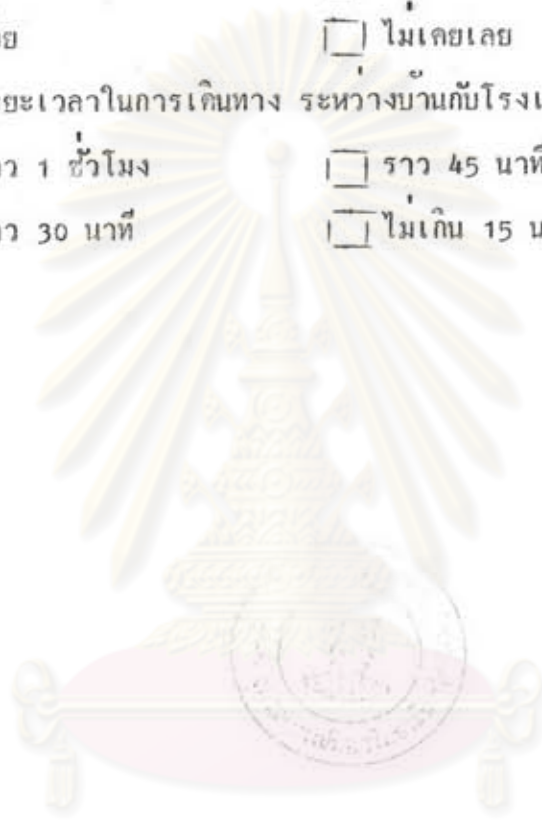 ย ไม่เคยเลย
ยะเวลาในการเดินทาง ระหว่างบ้านกับโรงเ
ว 1 ชั่วโมง ราว 45 นาที
ว 30 นาที ไม่เกิน 15 น